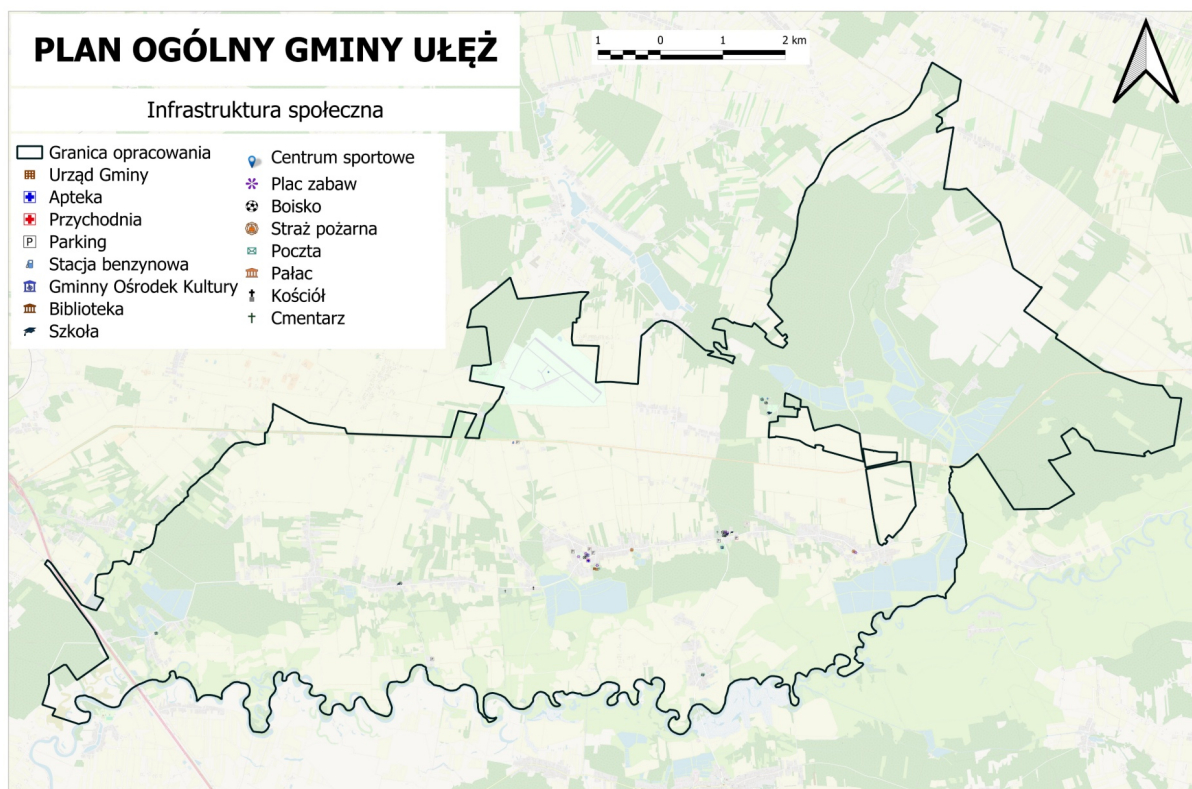 PLAN OGÓLNY GMINY UŁĘŻ
Infrastruktura społeczna
1 0 1 2 km
Granica opracowania
Urząd Gminy
Apteka
Przychodnia
P Parking
Stacja benzynowa
Gminny Ośrodek Kultury
Biblioteka
Szkoła
Centrum sportowe
Plac zabaw
Boisko
Straż pożarna
Poczta
Pałac
Kościół
Cmentarz